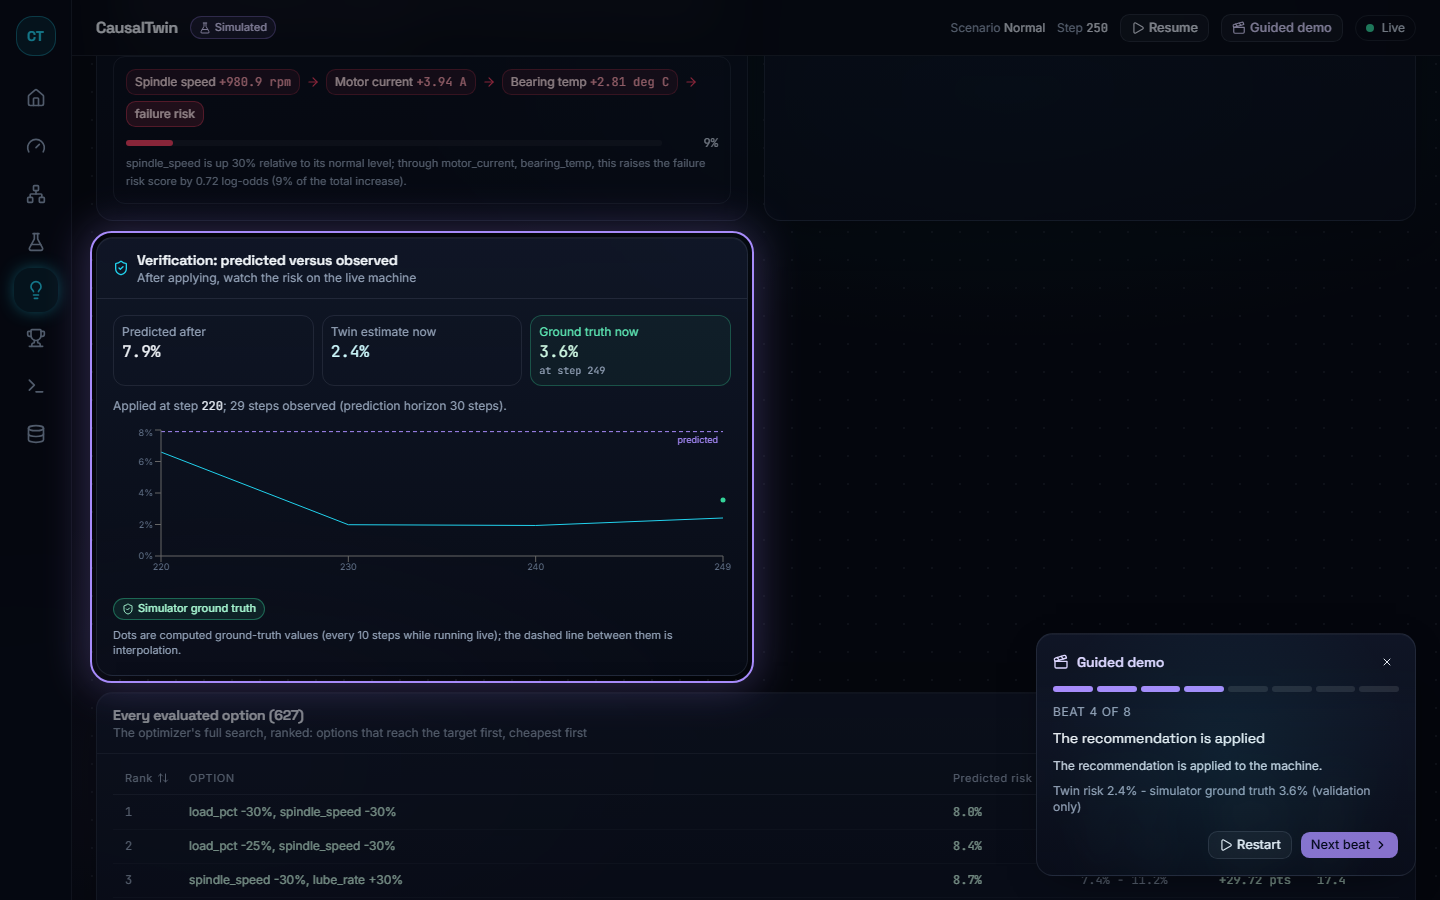 CT
CausalTwin
Simulated
Scenario Normal
Step 250
Resume
Guided demo
Live
Spindle speed +980.9 rpm → Motor current +3.94 A → Bearing temp +2.81 deg C →
failure risk
9%
spindle_speed is up 30% relative to its normal level; through motor_current, bearing_temp, this raises the failure
risk score by 0.72 log-odds (9% of the total increase).
Verification: predicted versus observed
After applying, watch the risk on the live machine
Predicted after
7.9%
Twin estimate now
2.4%
Ground truth now
3.6%
at step 249
Applied at step 220; 29 steps observed (prediction horizon 30 steps).
8%
predicted
6%
4%
2%
0%
220
230
240
249
Simulator ground truth
Dots are computed ground-truth values (every 10 steps while running live); the dashed line between them is
interpolation.
Every evaluated option (627)
The optimizer's full search, ranked: options that reach the target first, cheapest first
Rank
OPTION
Predicted risk
1
load_pct -30%, spindle_speed -30%
8.0%
2
load_pct -25%, spindle_speed -30%
8.4%
3
spindle_speed -30%, lube_rate +30%
8.7%
7.4% - 11.2%
+29.72 pts
17.4
Guided demo
BEAT 4 OF 8
The recommendation is applied
The recommendation is applied to the machine.
Twin risk 2.4% - simulator ground truth 3.6% (validation
only)
Restart
Next beat